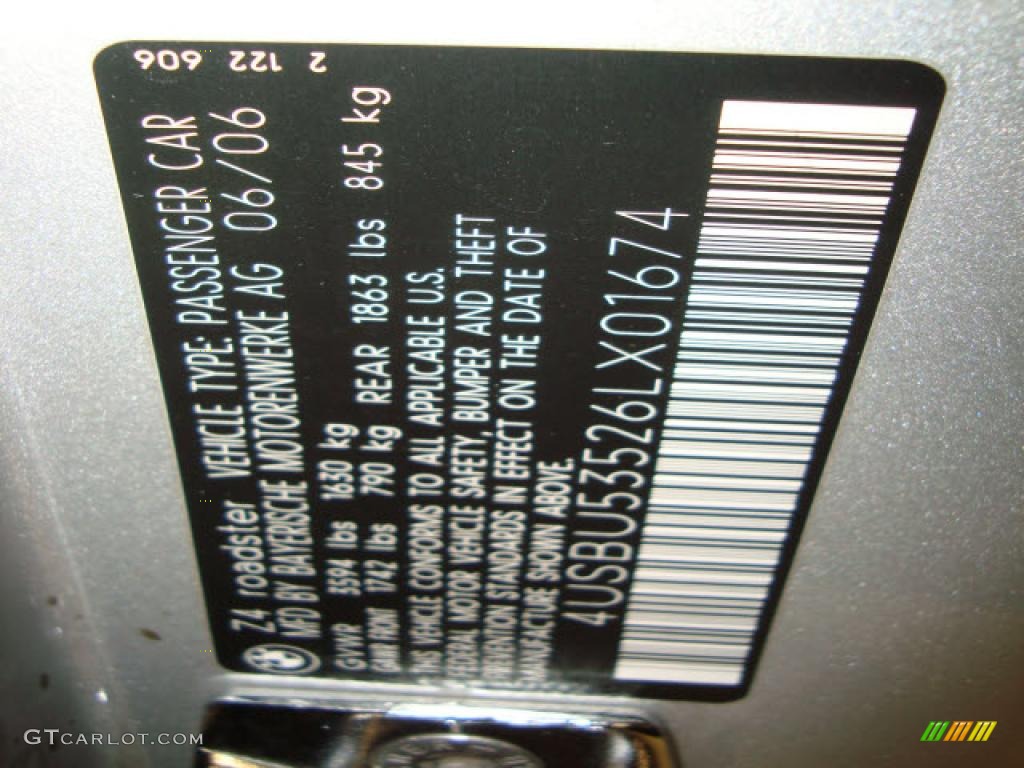 Z4 roadster VEHICLE TYPE: PASSENGER CAR
MFD BY BAYERISCHE MOTORENWERKE AG 06/06
GVWR 3594 lbs 1630 kg
GAWR FRONT 1742 lbs 790 kg REAR 1863 lbs 845 kg
THIS VEHICLE CONFORMS TO ALL APPLICABLE U.S.
FEDERAL MOTOR VEHICLE SAFETY, BUMPER AND THEFT
PREVENTION STANDARDS IN EFFECT ON THE DATE OF
MANUFACTURE SHOWN ABOVE.
4USBU53526LX01674
2 122 606
GTCARLOT.COM